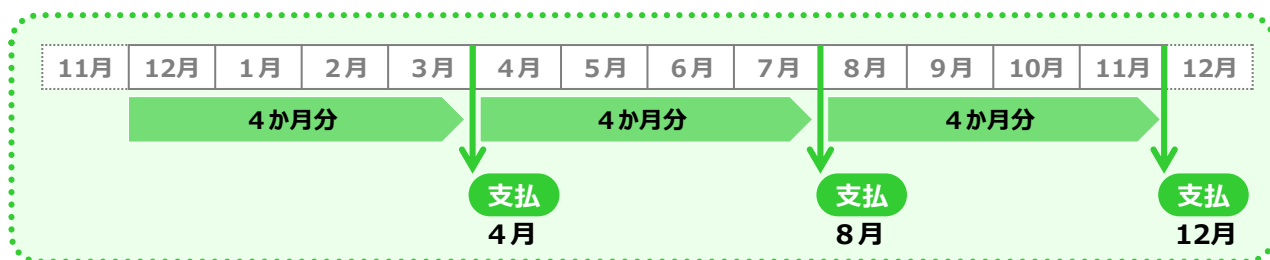 11月 12月 1月 2月 3月 4月 5月 6月 7月 8月 9月 10月 11月 12月
4か月分 4か月分 4か月分
支払 支払 支払
4月 8月 12月